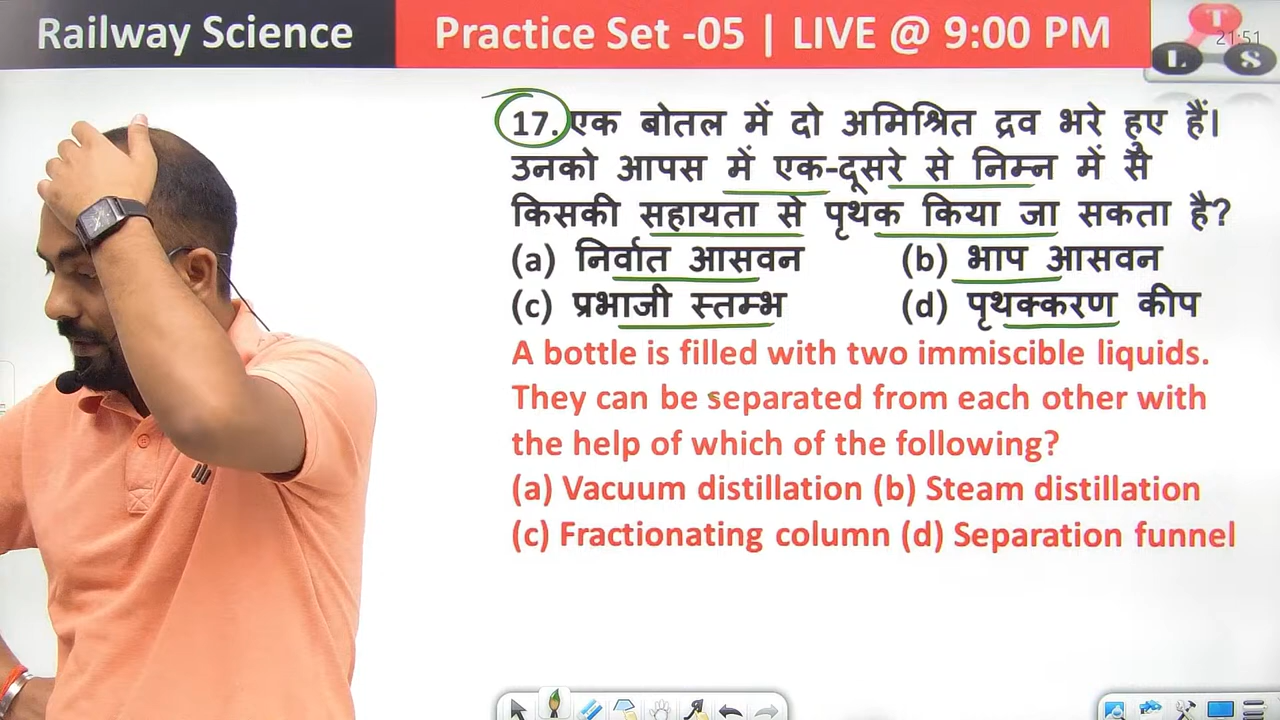 Railway Science
Practice Set -05 | LIVE @ 9:00 PM
T
21:51
L S
17. एक बोतल में दो अमिश्रित द्रव भरे हुए हैं।
उनको आपस में एक-दूसरे से निम्न में से
किसकी सहायता से पृथक किया जा सकता है?
(a) निर्वात आसवन (b) भाप आसवन
(c) प्रभाजी स्तम्भ (d) पृथक्करण कीप
A bottle is filled with two immiscible liquids.
They can be separated from each other with
the help of which of the following?
(a) Vacuum distillation (b) Steam distillation
(c) Fractionating column (d) Separation funnel